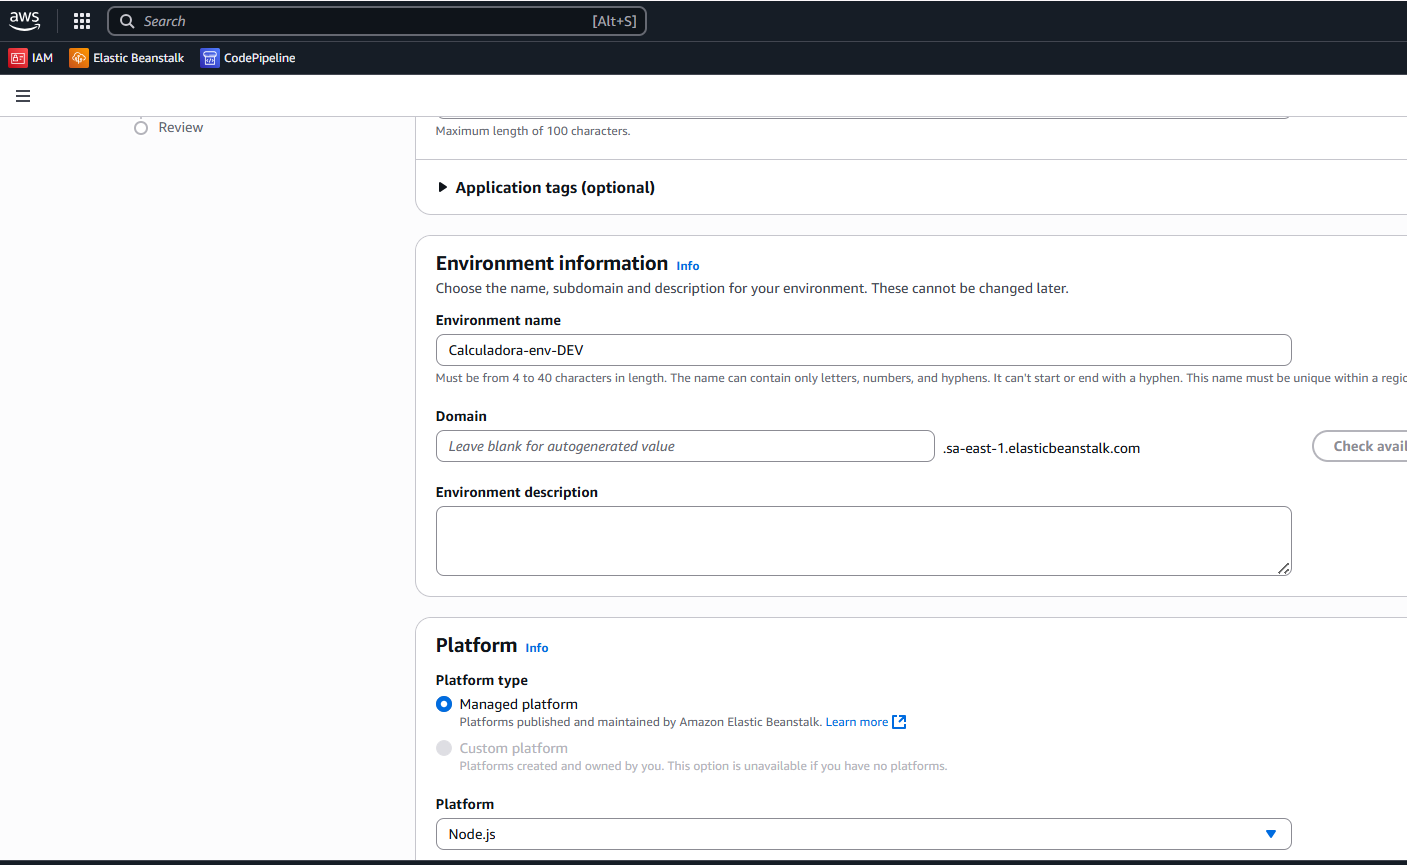 aws
Search [Alt+S]
IAM Elastic Beanstalk CodePipeline
Review
Maximum length of 100 characters.
Application tags (optional)
Environment information Info
Choose the name, subdomain and description for your environment. These cannot be changed later.
Environment name
Calculadora-env-DEV
Must be from 4 to 40 characters in length. The name can contain only letters, numbers, and hyphens. It can't start or end with a hyphen. This name must be unique within a regio
Domain
Leave blank for autogenerated value .sa-east-1.elasticbeanstalk.com Check avail
Environment description
Platform Info
Platform type
Managed platform
Platforms published and maintained by Amazon Elastic Beanstalk. Learn more
Custom platform
Platforms created and owned by you. This option is unavailable if you have no platforms.
Platform
Node.js